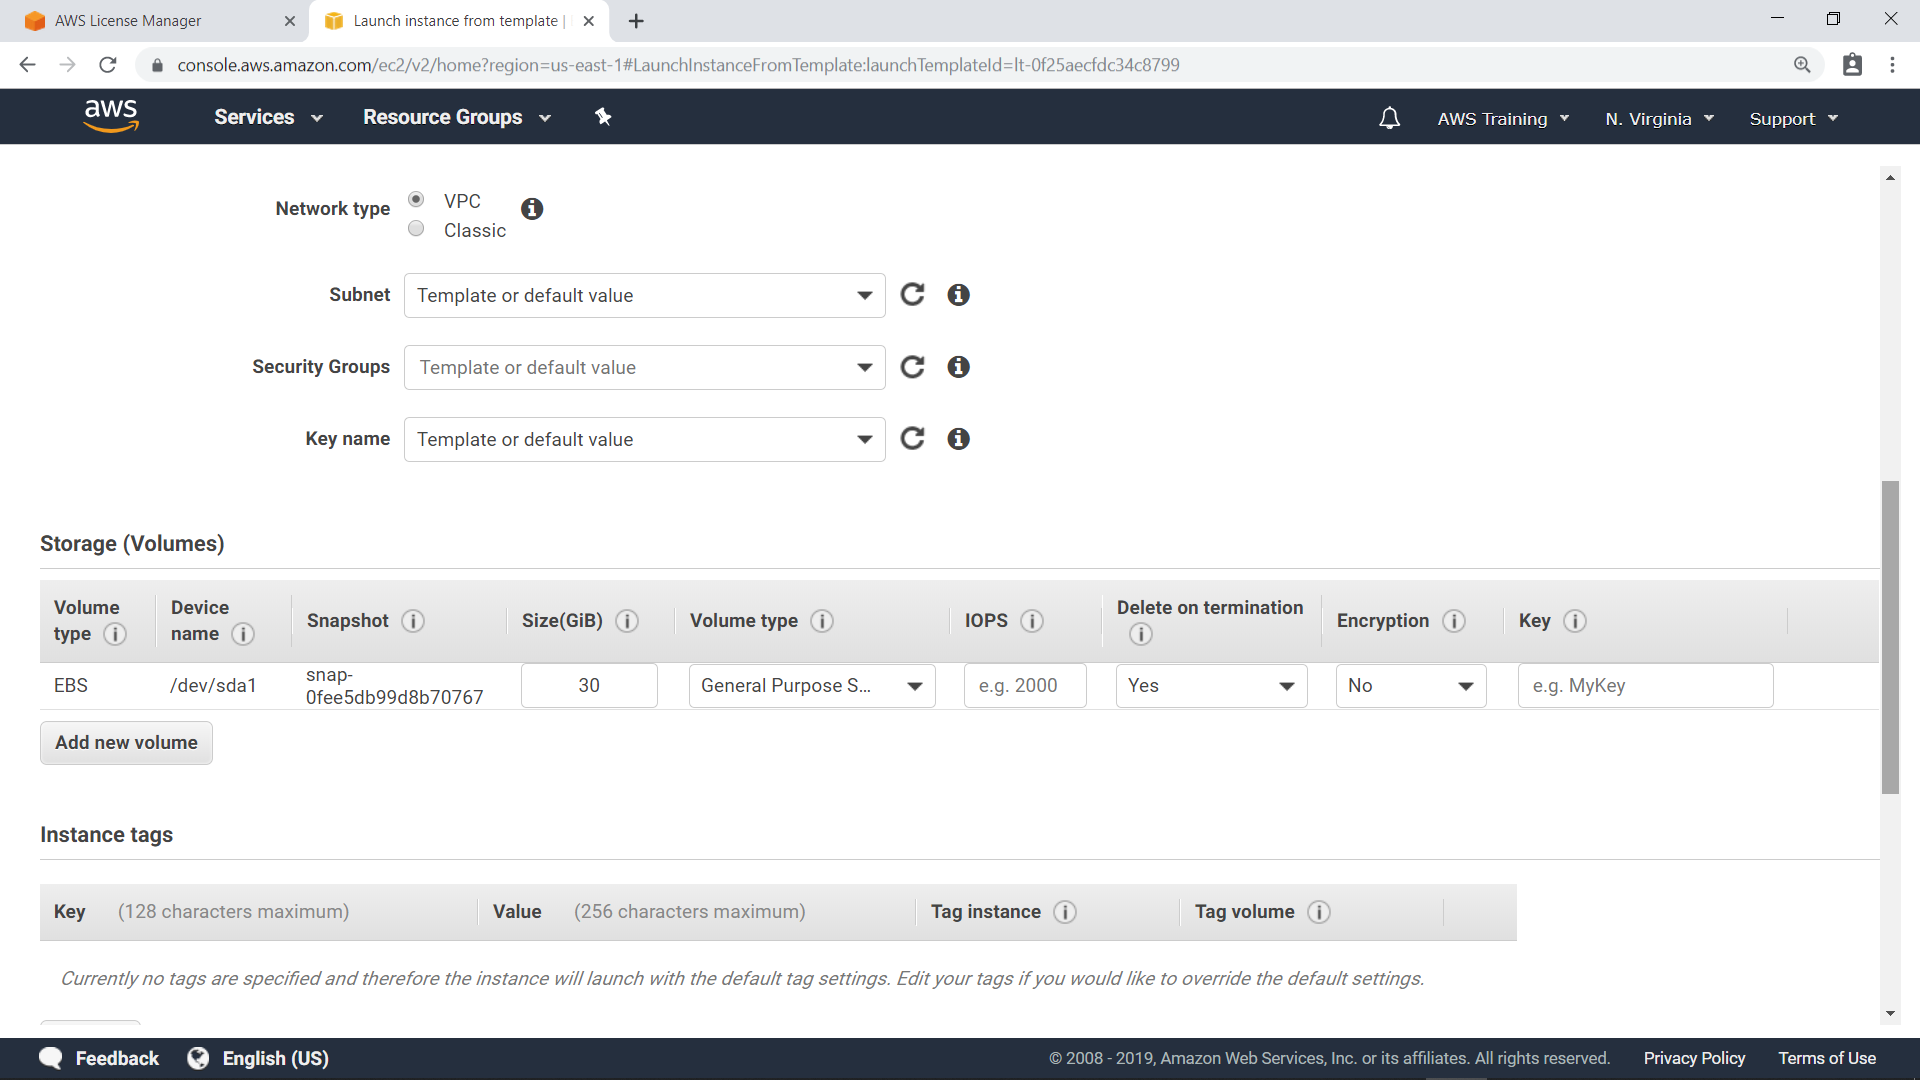 AWS License Manager
Launch instance from template |
console.aws.amazon.com/ec2/v2/home?region=us-east-1#LaunchInstanceFromTemplate:launchTemplateId=lt-0f25aecfdc34c8799
aws Services Resource Groups AWS Training N. Virginia Support
Network type VPC
Classic
Subnet Template or default value
Security Groups Template or default value
Key name Template or default value
Storage (Volumes)
Volume type Device name Snapshot Size(GiB) Volume type IOPS Delete on termination Encryption Key
EBS /dev/sda1 snap-0fee5db99d8b70767 30 General Purpose S... e.g. 2000 Yes No e.g. MyKey
Add new volume
Instance tags
Key (128 characters maximum) Value (256 characters maximum) Tag instance Tag volume
Currently no tags are specified and therefore the instance will launch with the default tag settings. Edit your tags if you would like to override the default settings.
Feedback English (US) © 2008 - 2019, Amazon Web Services, Inc. or its affiliates. All rights reserved. Privacy Policy Terms of Use